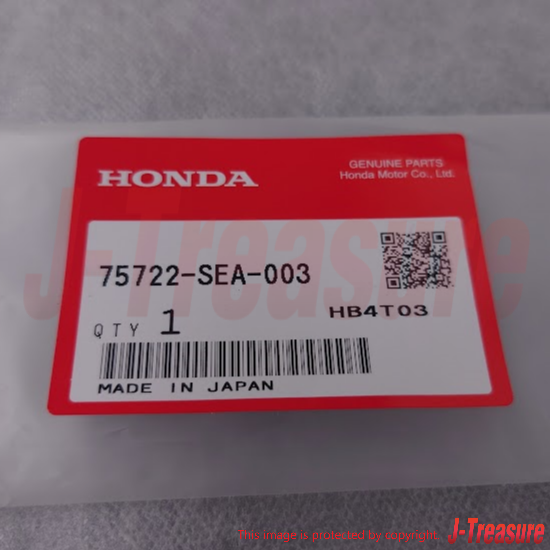 GENUINE PARTS
HONDA Honda Motor Co., Ltd.
J-Treasure
75722-SEA-003
QTY 1 HB4T03
MADE IN JAPAN
This image is protected by copyright. J-Treasure